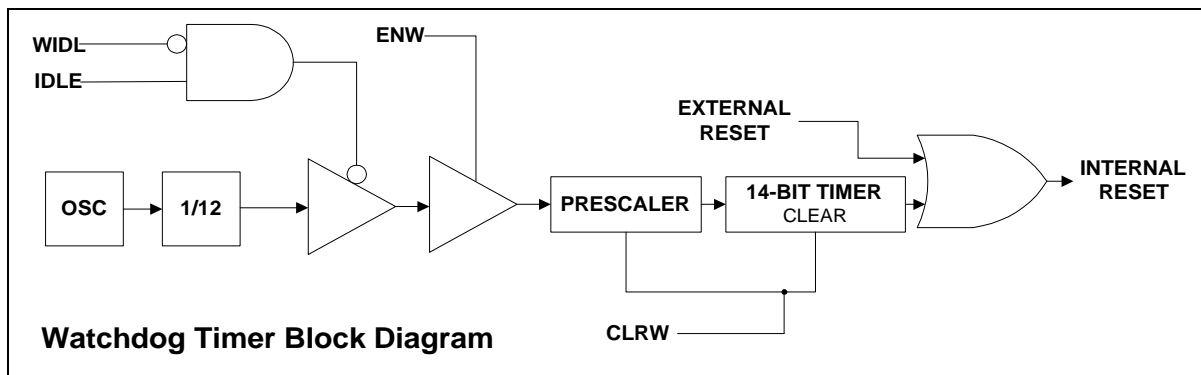 WIDL
ENW
IDLE
EXTERNAL
RESET
INTERNAL
RESET
OSC
1/12
PRESCALER
14-BIT TIMER
CLEAR
CLRW
Watchdog Timer Block Diagram